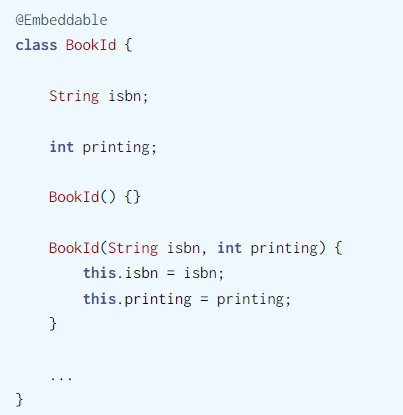 @Embeddable
class BookId {
String isbn;
int printing;
BookId() {}
BookId(String isbn, int printing) {
this.isbn = isbn;
this.printing = printing;
}
...
}